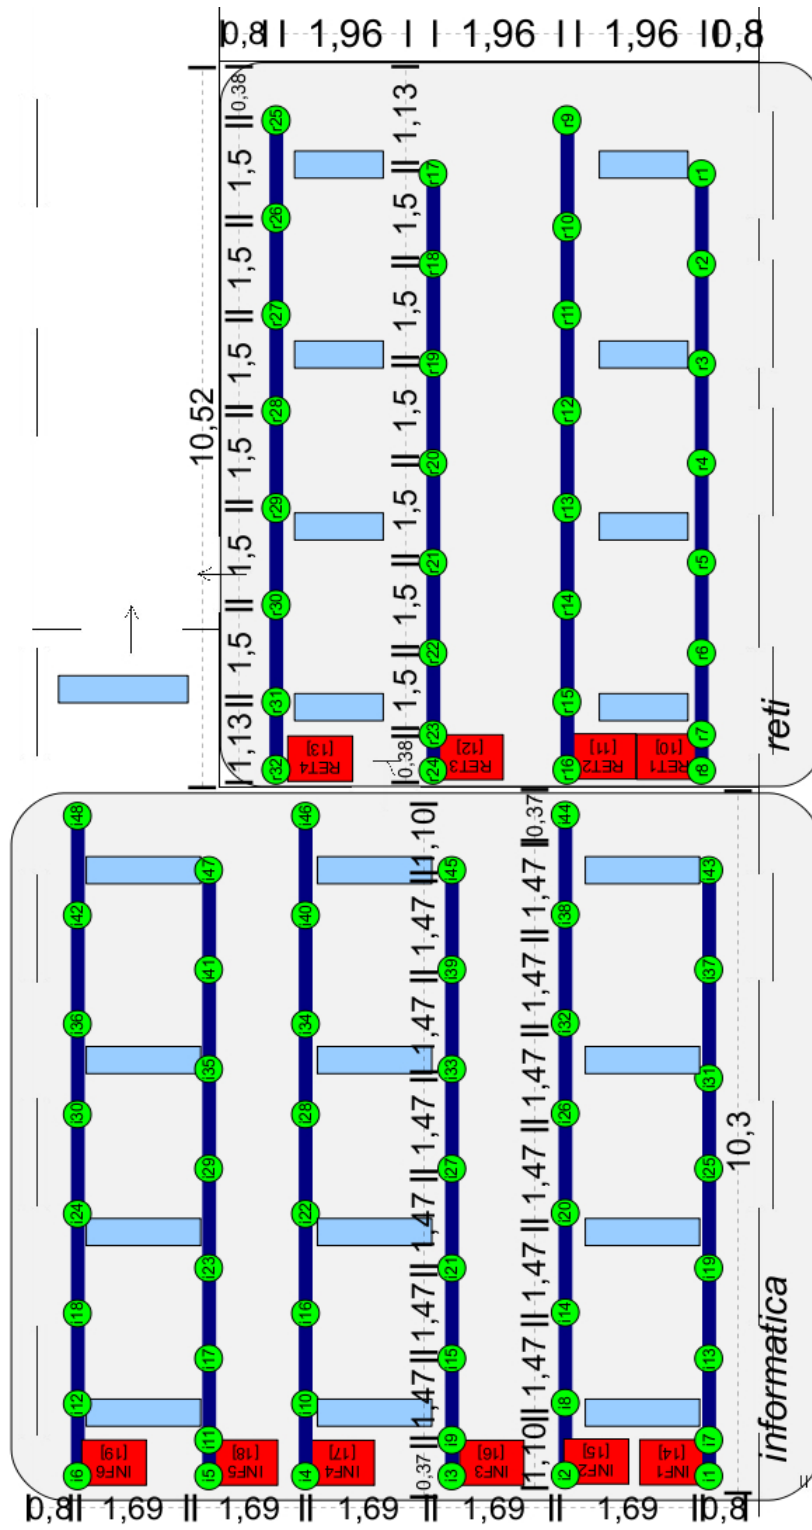 0,8
1,96
1,96
1,96
0,8
0,38
1,5
1,5
1,5
1,5
1,5
1,5
1,13
10,52
1,13
1,5
1,5
1,5
1,5
1,5
1,5
0,38
r25
r26
r27
r28
r29
r30
r31
r32
r17
r18
r19
r20
r21
r22
r23
r24
r9
r10
r11
r12
r13
r14
r15
r16
r1
r2
r3
r4
r5
r6
r7
r8
RET4
[13]
RET3
[12]
RET2
[11]
RET1
[10]
reti
i48
i42
i36
i30
i24
i18
i12
i6
i47
i41
i35
i29
i23
i17
i11
i5
i46
i40
i34
i28
i22
i16
i10
i4
1,10
1,47
1,47
1,47
1,47
1,47
1,47
0,37
i45
i39
i33
i27
i21
i15
i9
i3
0,37
1,47
1,47
1,47
1,47
1,47
1,47
1,10
i44
i38
i32
i26
i20
i14
i8
i2
i43
i37
i31
i25
i19
i13
i7
i1
10,3
INF6
[19]
INF5
[18]
INF4
[17]
INF3
[16]
INF2
[15]
INF1
[14]
informatica
0,8
1,69
1,69
1,69
1,69
1,69
0,8